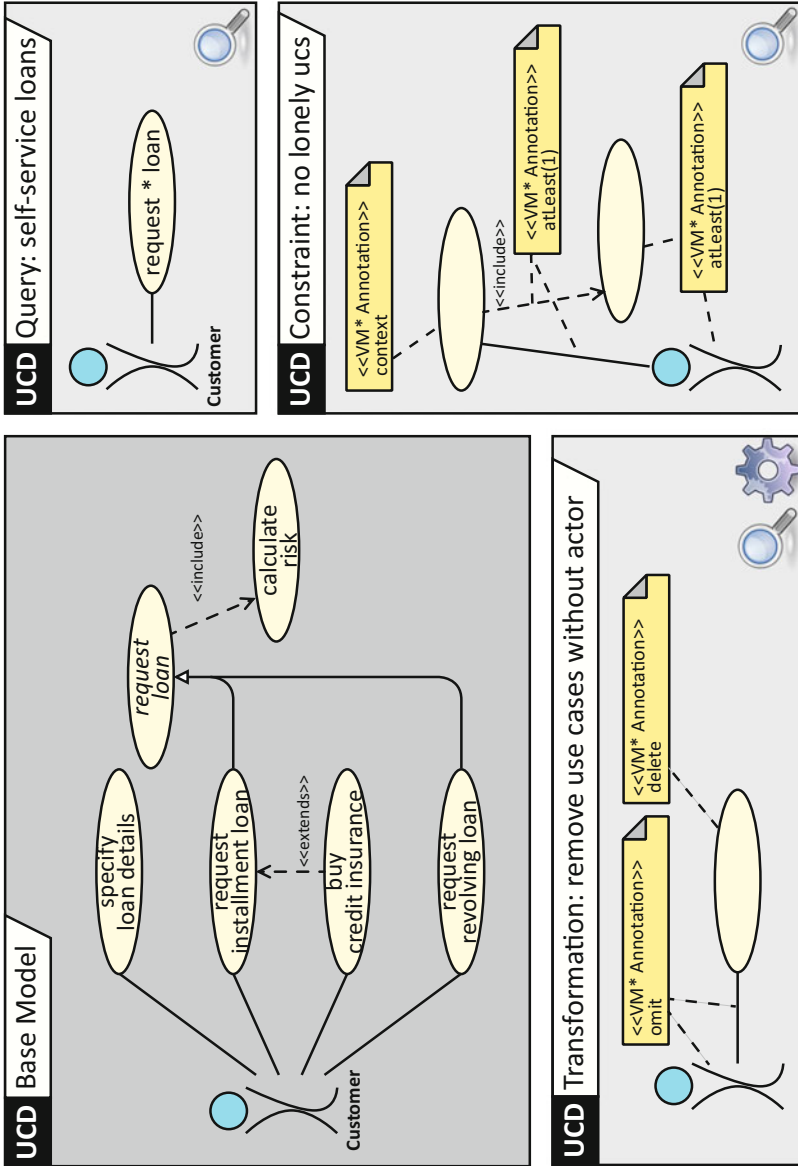 UCD Base Model
specify
loan details
request
installment loan
<<extends>>
buy
credit insurance
request
revolving loan
request
loan
<<include>>
calculate
risk
Customer
UCD Query: self-service loans
request * loan
Customer
UCD Transformation: remove use cases without actor
<<VM* Annotation>>
omit
<<VM* Annotation>>
delete
UCD Constraint: no lonely ucs
<<VM* Annotation>>
context
<<include>>
<<VM* Annotation>>
atLeast(1)
<<VM* Annotation>>
atLeast(1)